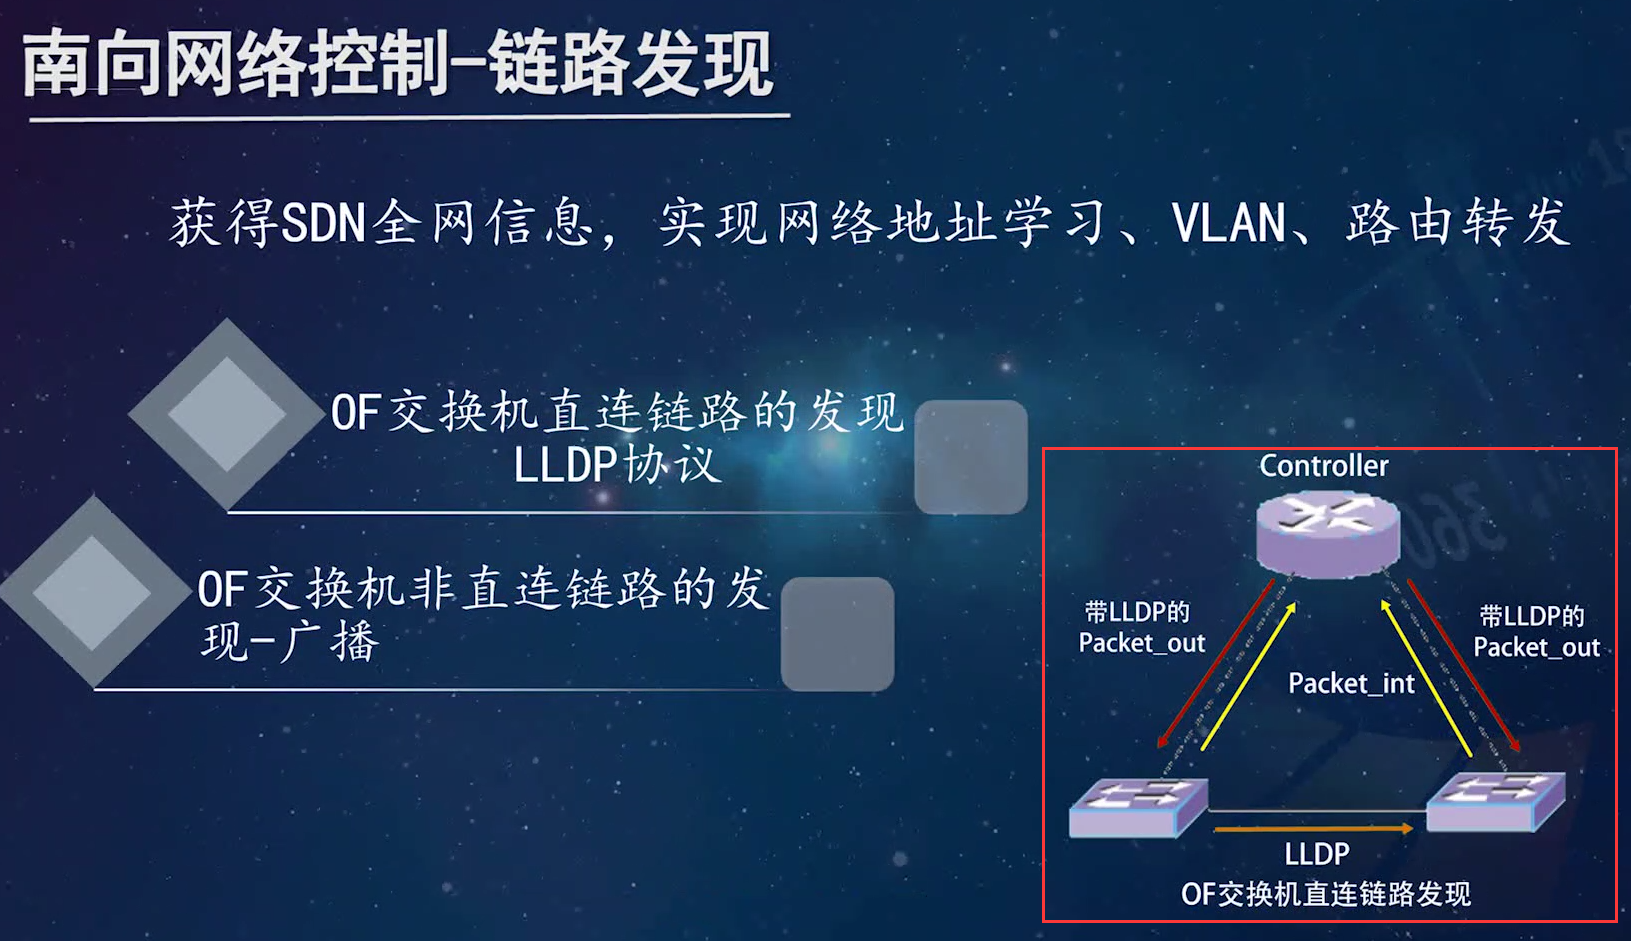 南向网络控制-链路发现
获得SDN全网信息，实现网络地址学习、VLAN、路由转发
OF交换机直连链路的发现
LLDP协议
OF交换机非直连链路的发
现-广播
Controller
带LLDP的
Packet_out
带LLDP的
Packet_out
Packet_int
LLDP
OF交换机直连链路发现